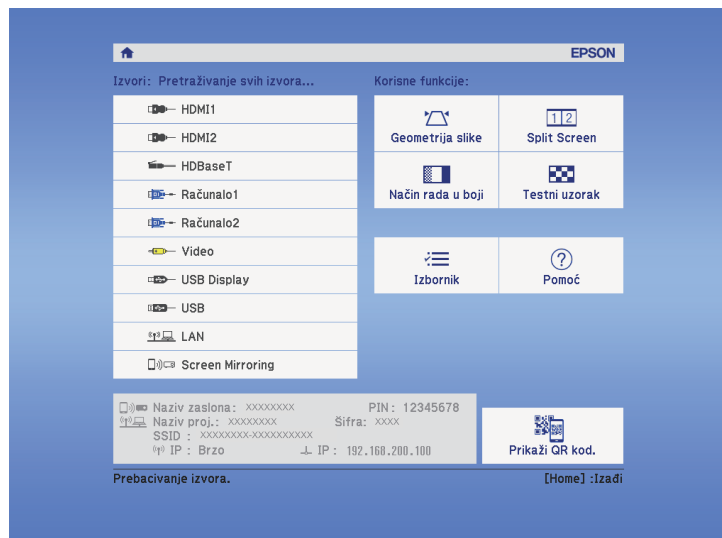 EPSON
Izvori: Pretraživanje svih izvora...
HDMI1
HDMI2
HDBaseT
Računalo1
Računalo2
Video
USB Display
USB
LAN
Screen Mirroring
Korisne funkcije:
Geometrija slike
1 2
Split Screen
Način rada u boji
Testni uzorak
Izbornik
?
Pomoć
Naziv zaslona: XXXXXXXX PIN: 12345678
Naziv proj.: XXXXXXXX Šifra: XXXX
SSID : XXXXXXXX-XXXXXXXXXX
IP : Brzo IP : 192.168.200.100
Prikaži QR kod.
Prebacivanje izvora. [Home] :Izađi